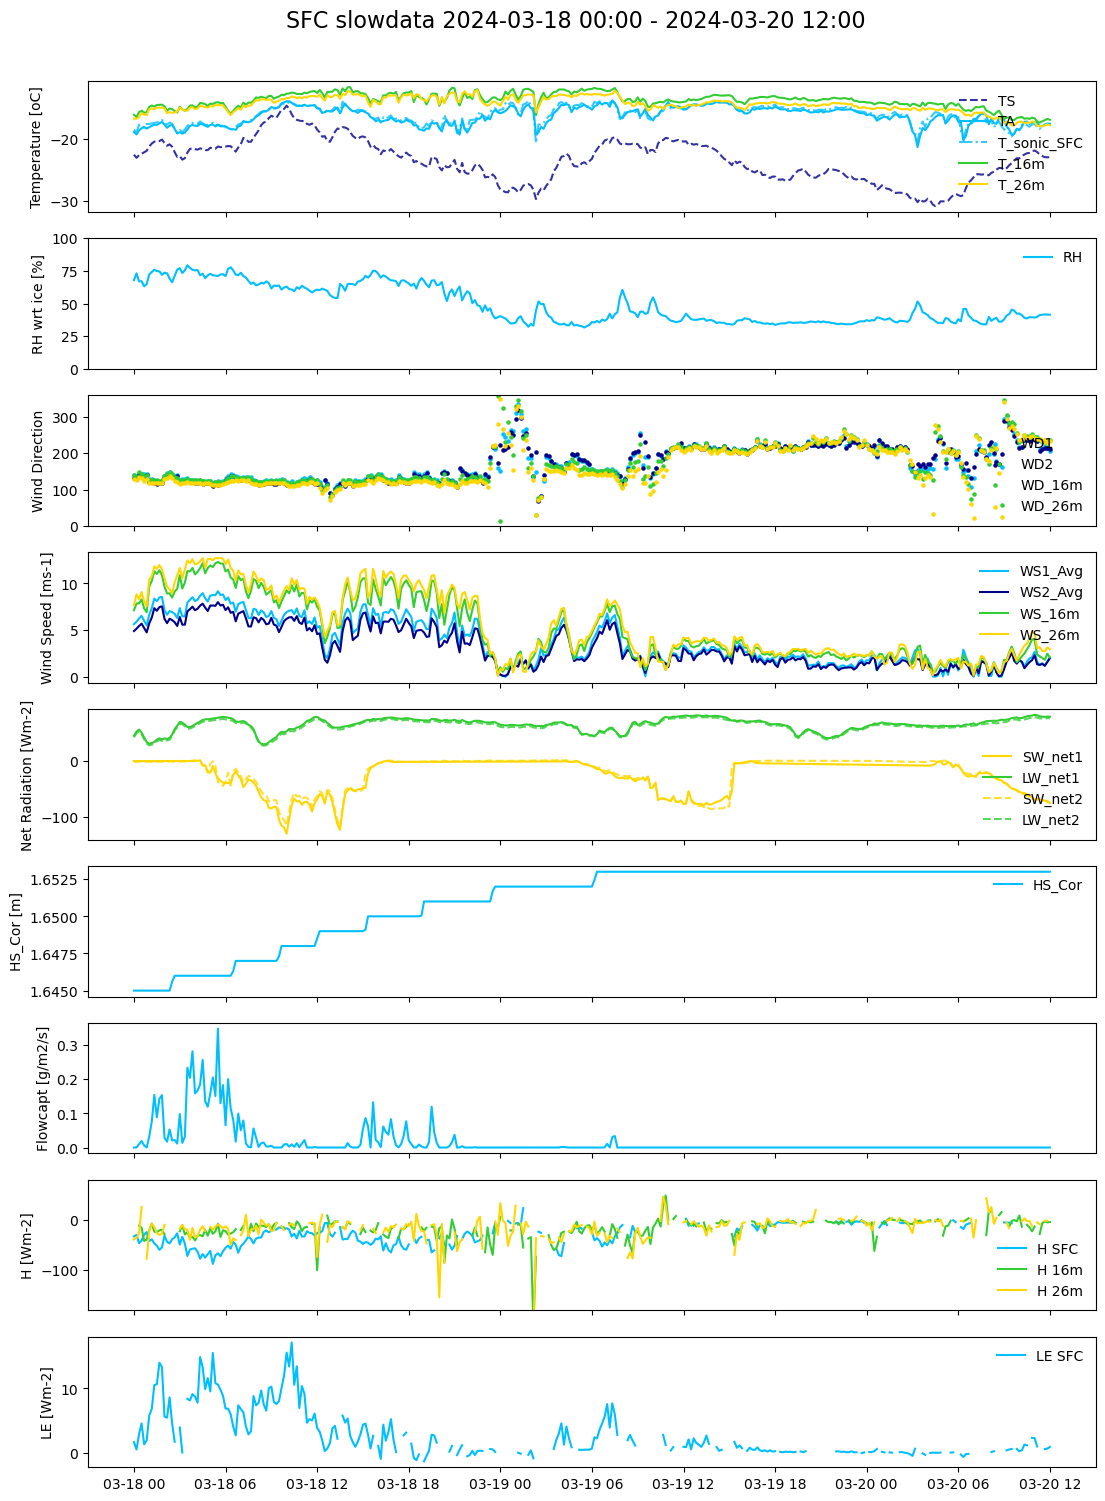 SFC slowdata 2024-03-18 00:00 - 2024-03-20 12:00
Temperature [oC]
−20
−30
TS
TA
T_sonic_SFC
T_16m
T_26m
RH wrt ice [%]
100
75
50
25
0
RH
Wind Direction
300
200
100
0
WD1
WD2
WD_16m
WD_26m
Wind Speed [ms-1]
10
5
0
WS1_Avg
WS2_Avg
WS_16m
WS_26m
Net Radiation [Wm-2]
0
−100
SW_net1
LW_net1
SW_net2
LW_net2
HS_Cor [m]
1.6525
1.6500
1.6475
1.6450
HS_Cor
Flowcapt [g/m2/s]
0.3
0.2
0.1
0.0
H [Wm-2]
0
−100
H SFC
H 16m
H 26m
LE [Wm-2]
10
0
LE SFC
03-18 00 03-18 06 03-18 12 03-18 18 03-19 00 03-19 06 03-19 12 03-19 18 03-20 00 03-20 06 03-20 12